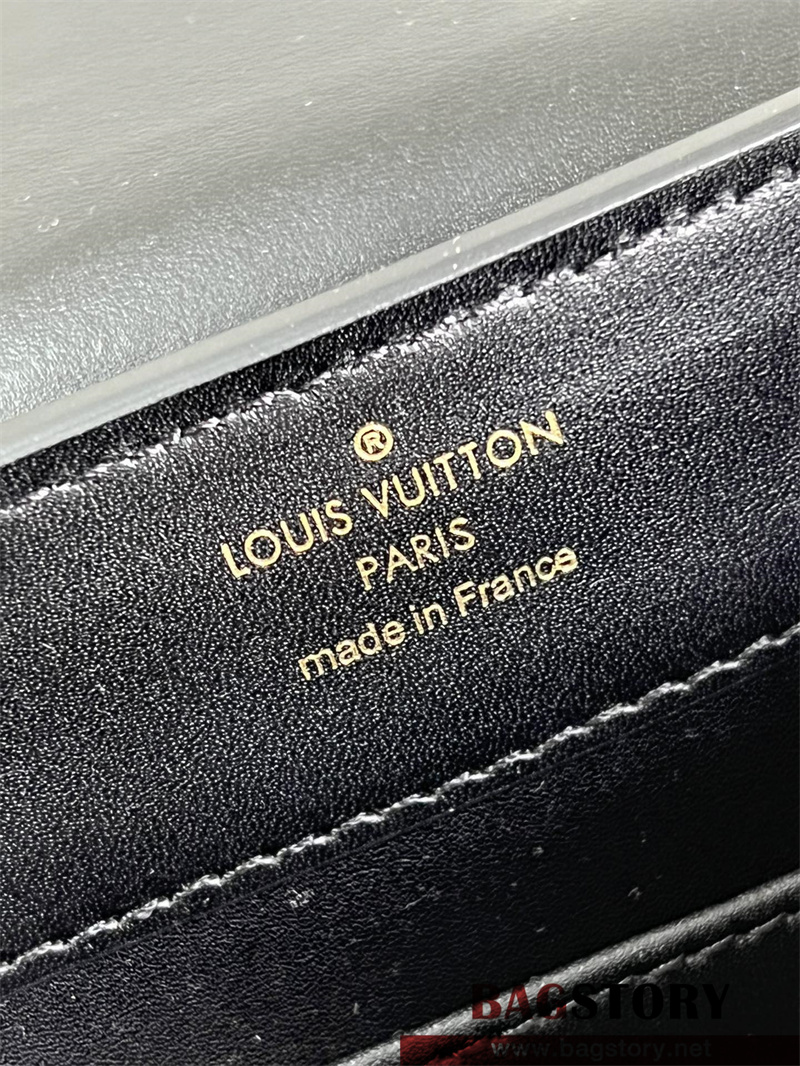 ®
LOUIS VUITTON
PARIS
made in France
BAGSTORY
www.bagstory.net